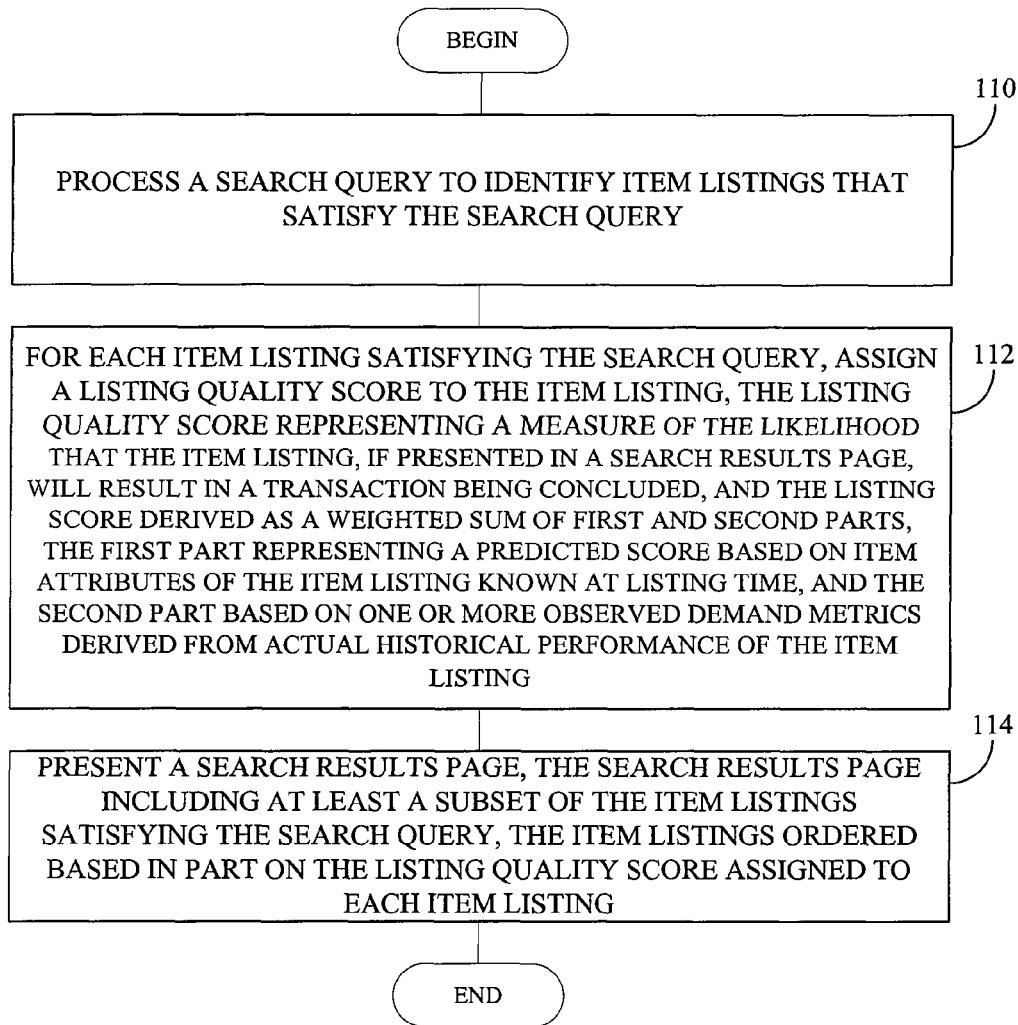 BEGIN
110
PROCESS A SEARCH QUERY TO IDENTIFY ITEM LISTINGS THAT
SATISFY THE SEARCH QUERY
112
FOR EACH ITEM LISTING SATISFYING THE SEARCH QUERY, ASSIGN
A LISTING QUALITY SCORE TO THE ITEM LISTING, THE LISTING
QUALITY SCORE REPRESENTING A MEASURE OF THE LIKELIHOOD
THAT THE ITEM LISTING, IF PRESENTED IN A SEARCH RESULTS PAGE,
WILL RESULT IN A TRANSACTION BEING CONCLUDED, AND THE LISTING
SCORE DERIVED AS A WEIGHTED SUM OF FIRST AND SECOND PARTS,
THE FIRST PART REPRESENTING A PREDICTED SCORE BASED ON ITEM
ATTRIBUTES OF THE ITEM LISTING KNOWN AT LISTING TIME, AND THE
SECOND PART BASED ON ONE OR MORE OBSERVED DEMAND METRICS
DERIVED FROM ACTUAL HISTORICAL PERFORMANCE OF THE ITEM
LISTING
114
PRESENT A SEARCH RESULTS PAGE, THE SEARCH RESULTS PAGE
INCLUDING AT LEAST A SUBSET OF THE ITEM LISTINGS
SATISFYING THE SEARCH QUERY, THE ITEM LISTINGS ORDERED
BASED IN PART ON THE LISTING QUALITY SCORE ASSIGNED TO
EACH ITEM LISTING
END